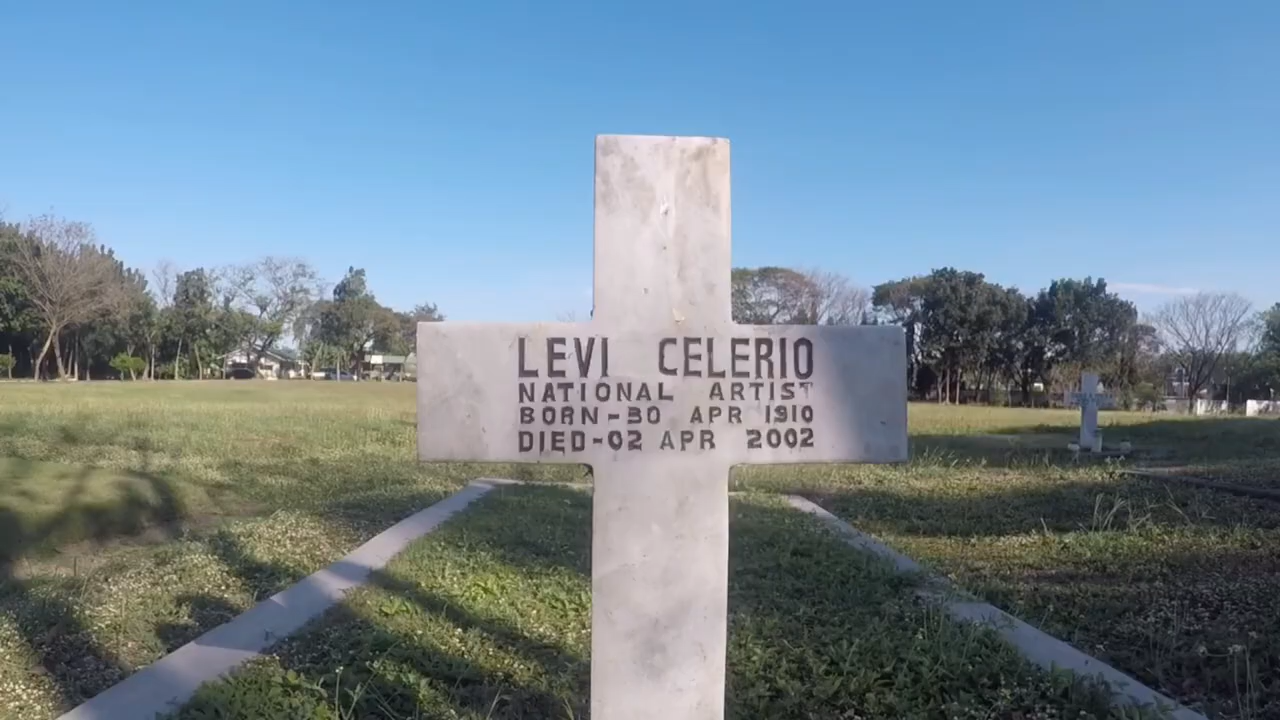 LEVI CELERIO
NATIONAL ARTIST
BORN-30 APR 1910
DIED-02 APR 2002